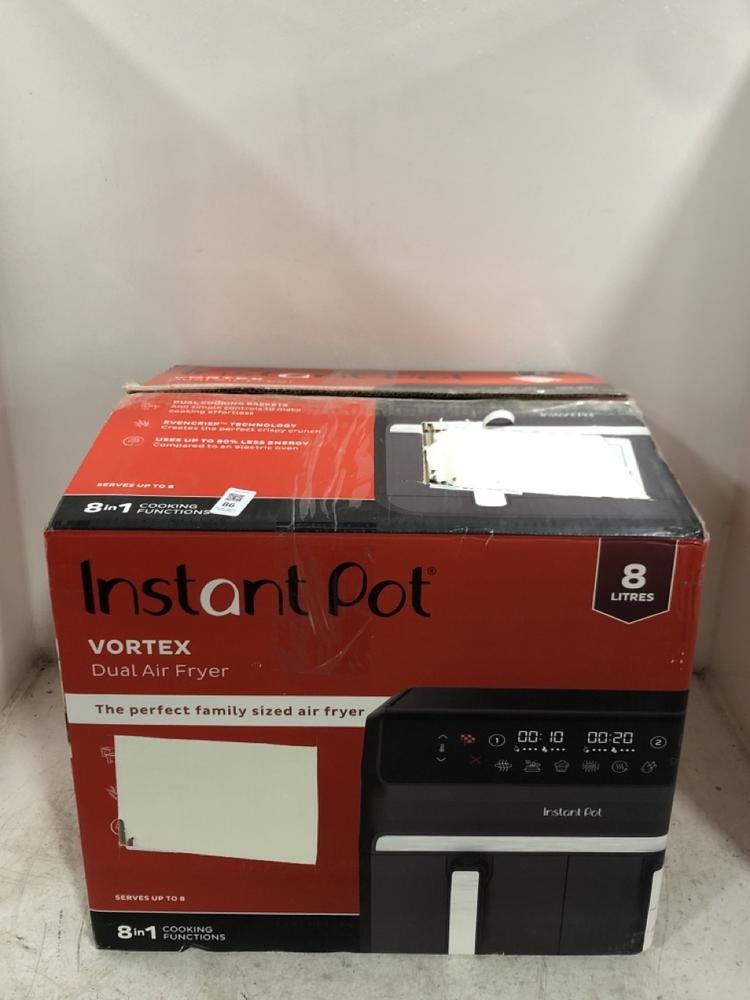 VORTEX
DUAL COOKING BASKETS
And simple controls to make
cooking effortless
EVENCRISP™ TECHNOLOGY
Creates the perfect crispy crunch
USES UP TO 80% LESS ENERGY
Compared to an electric oven
SERVES UP TO 8
8in1 COOKING
FUNCTIONS
86
Instant Pot
Instant Pot®
8
LITRES
VORTEX
Dual Air Fryer
The perfect family sized air fryer
1 00:10 00:20 2
Instant Pot
SERVES UP TO 8
8in1 COOKING
FUNCTIONS